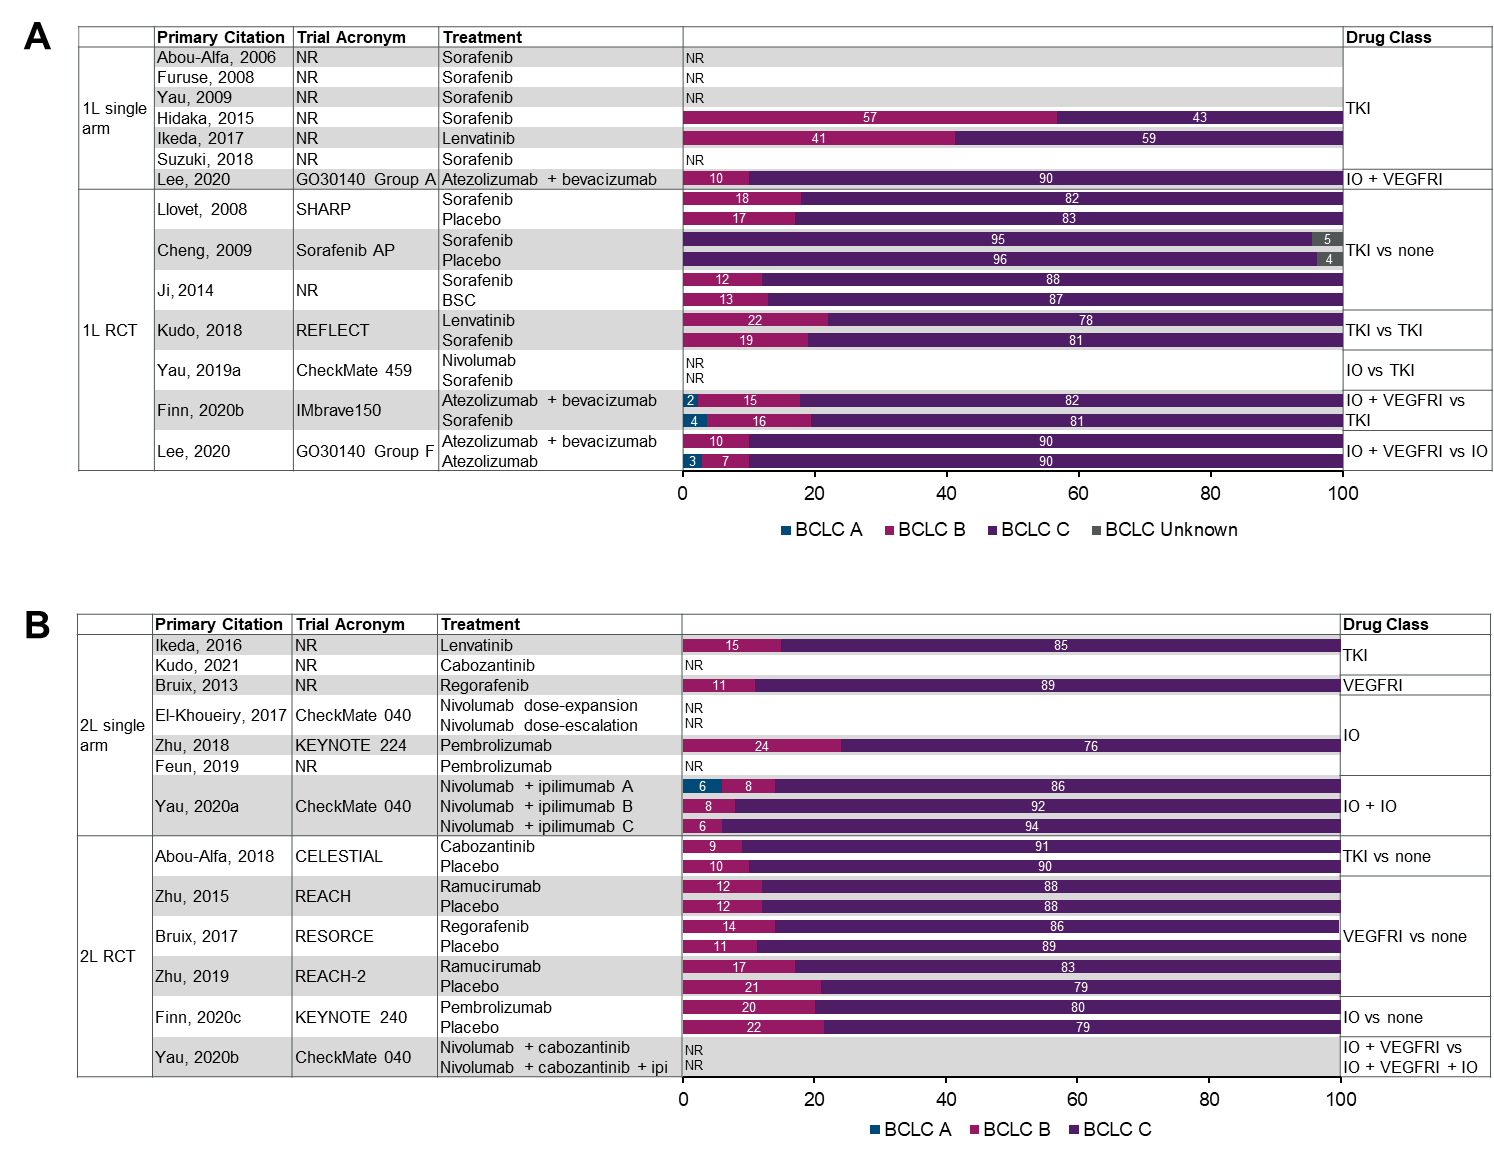 A
Primary Citation Trial Acronym Treatment Drug Class
1L single arm
Abou-Alfa, 2006 NR Sorafenib NR
Furuse, 2008 NR Sorafenib NR
Yau, 2009 NR Sorafenib NR
Hidaka, 2015 NR Sorafenib 57 43
Ikeda, 2017 NR Lenvatinib 41 59
Suzuki, 2018 NR Sorafenib NR
TKI
Lee, 2020 GO30140 Group A Atezolizumab + bevacizumab 10 90 IO + VEGFRI
1L RCT
Llovet, 2008 SHARP
Sorafenib 18 82
Placebo 17 83
Cheng, 2009 Sorafenib AP
Sorafenib 95 5
Placebo 96 4
TKI vs none
Ji, 2014 NR
Sorafenib 12 88
BSC 13 87
Kudo, 2018 REFLECT
Lenvatinib 22 78
Sorafenib 19 81
TKI vs TKI
Yau, 2019a CheckMate 459
Nivolumab NR
Sorafenib NR
IO vs TKI
Finn, 2020b IMbrave150
Atezolizumab + bevacizumab 2 15 82
Sorafenib 4 16 81
IO + VEGFRI vs
TKI
Lee, 2020 GO30140 Group F
Atezolizumab + bevacizumab 10 90
Atezolizumab 3 7 90
IO + VEGFRI vs IO
0 20 40 60 80 100
BCLC A BCLC B BCLC C BCLC Unknown
B
Primary Citation Trial Acronym Treatment Drug Class
2L single
arm
Ikeda, 2016 NR Lenvatinib 15 85
Kudo, 2021 NR Cabozantinib NR
TKI
Bruix, 2013 NR Regorafenib 11 89 VEGFRI
El-Khoueiry, 2017 CheckMate 040
Nivolumab dose-expansion NR
Nivolumab dose-escalation NR
IO
Zhu, 2018 KEYNOTE 224 Pembrolizumab 24 76
Feun, 2019 NR Pembrolizumab NR
Yau, 2020a CheckMate 040
Nivolumab + ipilimumab A 6 8 86
Nivolumab + ipilimumab B 8 92
Nivolumab + ipilimumab C 6 94
IO + IO
2L RCT
Abou-Alfa, 2018 CELESTIAL
Cabozantinib 9 91
Placebo 10 90
TKI vs none
Zhu, 2015 REACH
Ramucirumab 12 88
Placebo 12 88
Bruix, 2017 RESORCE
Regorafenib 14 86
Placebo 11 89
VEGFRI vs none
Zhu, 2019 REACH-2
Ramucirumab 17 83
Placebo 21 79
Finn, 2020c KEYNOTE 240
Pembrolizumab 20 80
Placebo 22 79
IO vs none
Yau, 2020b CheckMate 040
Nivolumab + cabozantinib NR
Nivolumab + cabozantinib + ipi NR
IO + VEGFRI vs
IO + VEGFRI + IO
0 20 40 60 80 100
BCLC A BCLC B BCLC C